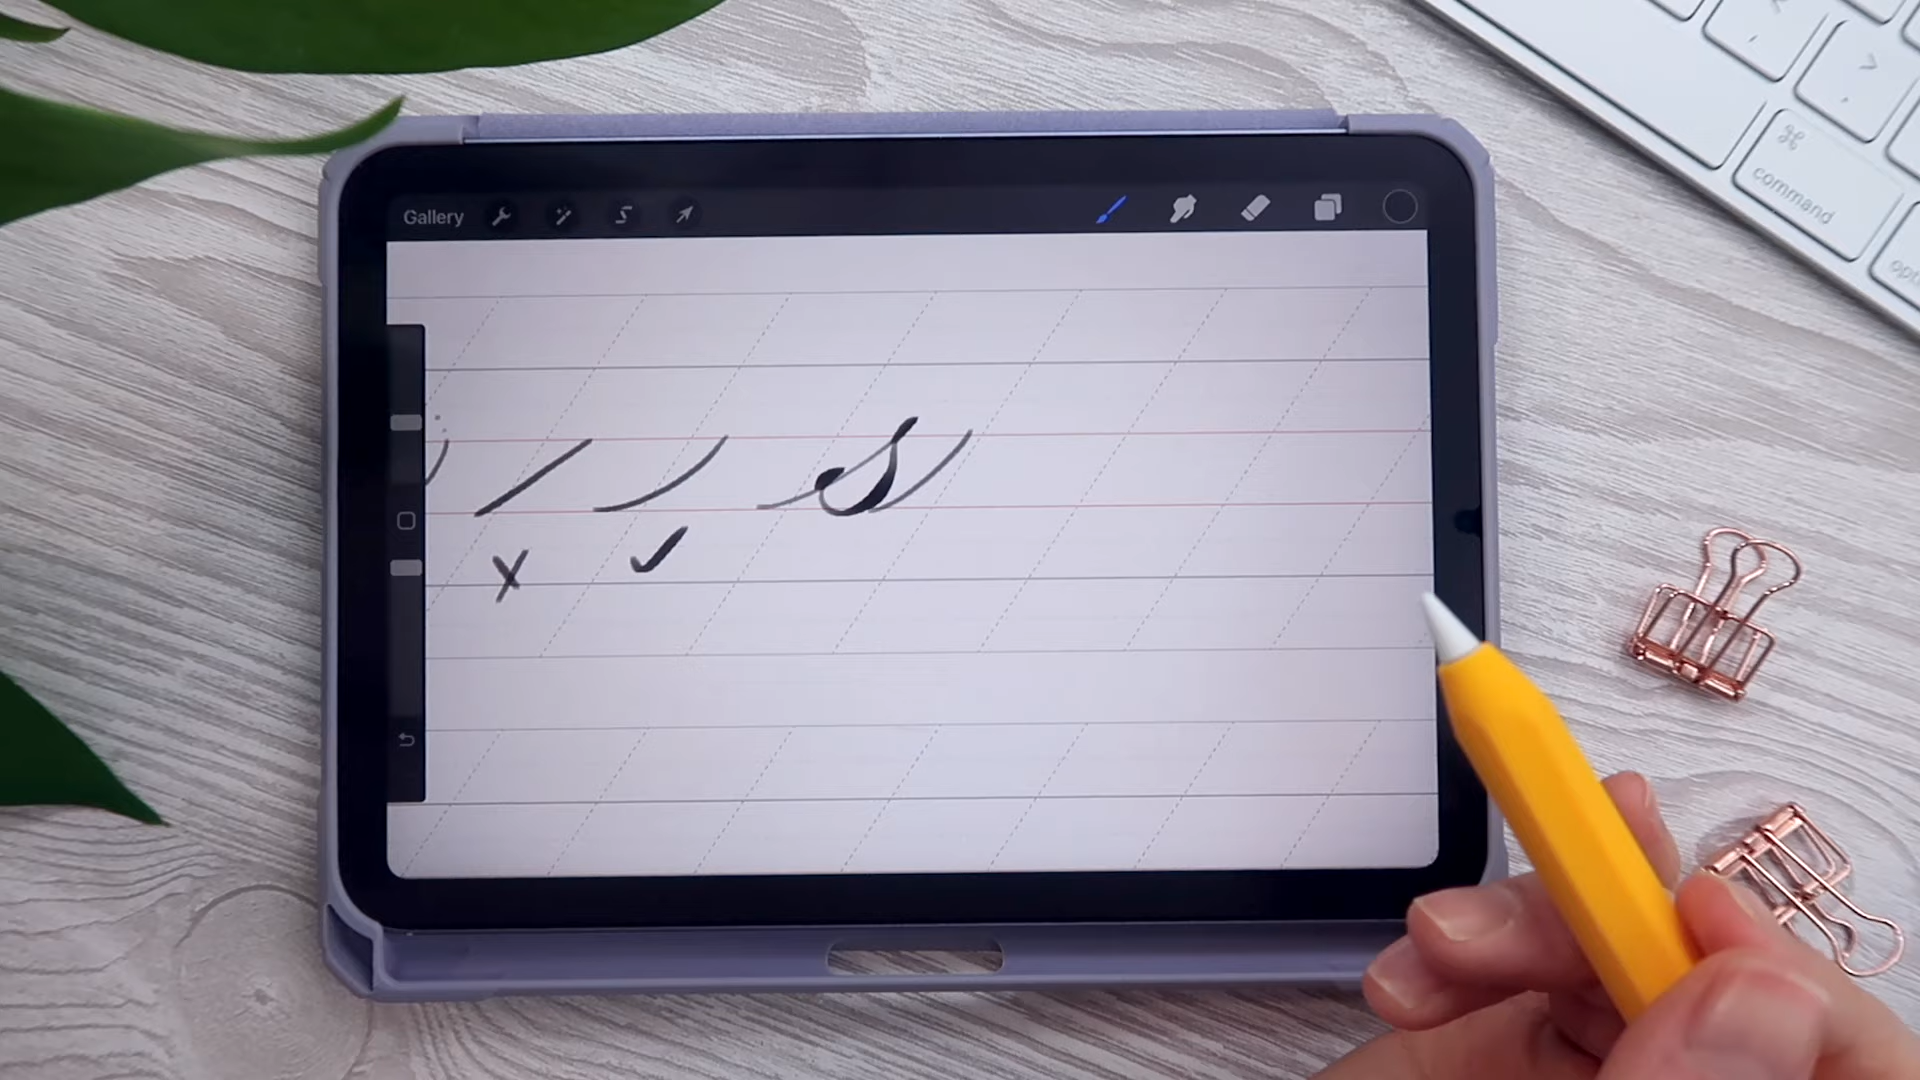 Gallery
s
x ✓
⌘
command